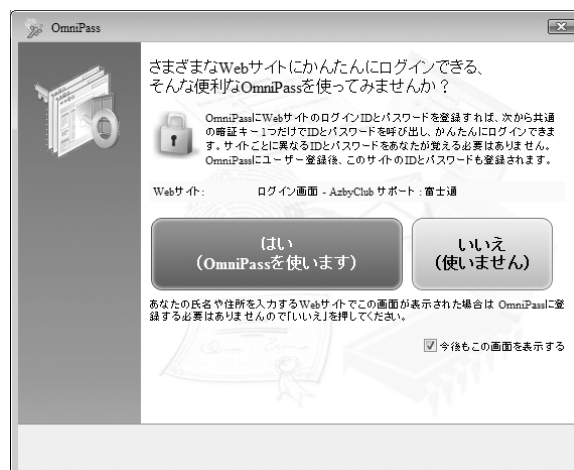 OmniPass
さまざまなWebサイトにかんたんにログインできる、
そんな便利なOmniPassを使ってみませんか？
OmniPassにWebサイトのログインIDとパスワードを登録すれば、次から共通
の暗証キー1つだけでIDとパスワードを呼び出し、かんたんにログインできま
す。サイトごとに異なるIDとパスワードをあなたが覚える必要はありません。
OmniPassにユーザー登録後、このサイトのIDとパスワードも登録されます。
Webサイト: ログイン画面 - AzbyClub サポート : 富士通
はい
(OmniPassを使います)
いいえ
(使いません)
あなたの氏名や住所を入力するWebサイトでこの画面が表示された場合は OmniPassに登
録する必要はありませんので「いいえ」を押してください。
今後もこの画面を表示する